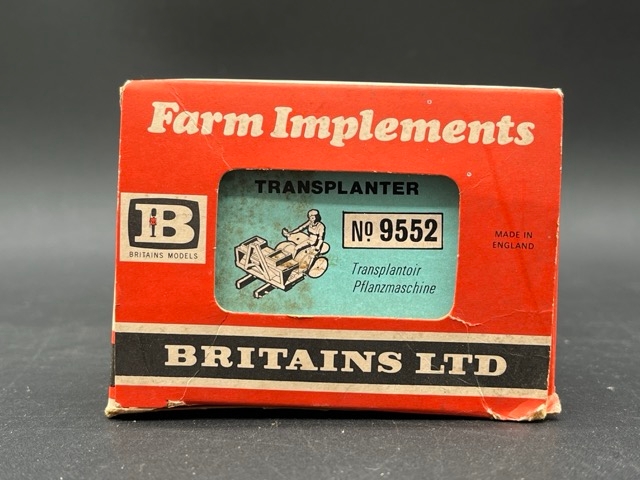 Farm Implements
TRANSPLANTER
Nº 9552
B
BRITAINS MODELS
MADE IN
ENGLAND
Transplantoir
Pflanzmaschine
BRITAINS LTD